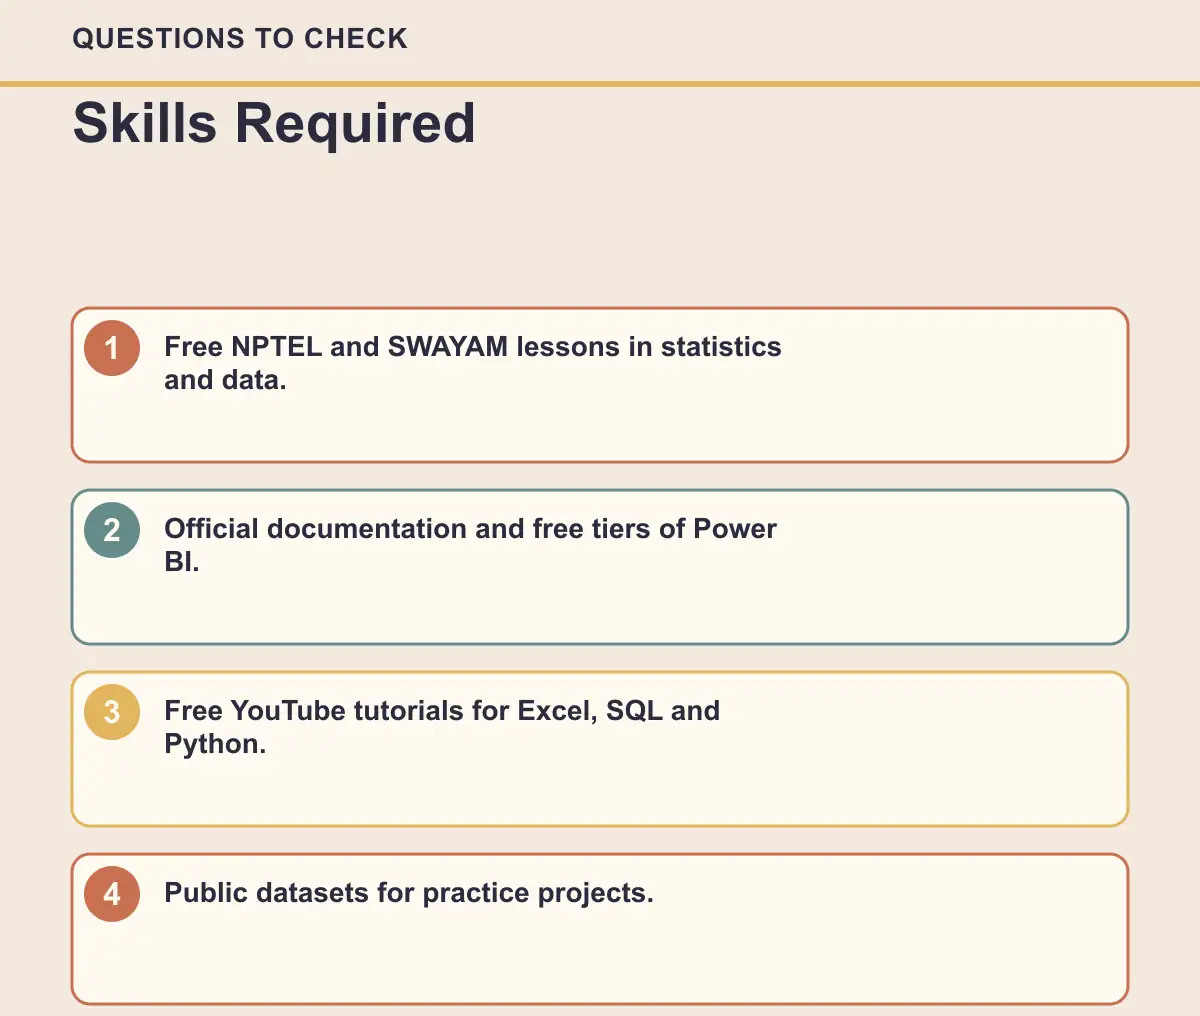 QUESTIONS TO CHECK
Skills Required
1
Free NPTEL and SWAYAM lessons in statistics
and data.
2
Official documentation and free tiers of Power
BI.
3
Free YouTube tutorials for Excel, SQL and
Python.
4
Public datasets for practice projects.